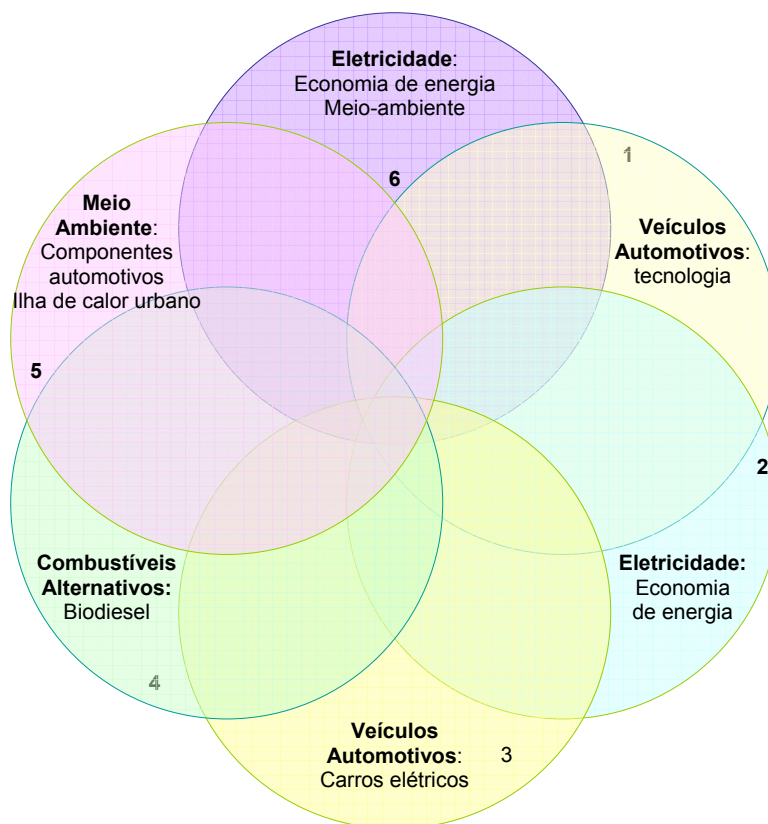 Eletricidade:
Economia de energia
Meio-ambiente
6
1
Veículos
Automotivos:
tecnologia
Meio
Ambiente:
Componentes
automotivos
Ilha de calor urbano
5
2
Eletricidade:
Economia
de energia
Combustíveis
Alternativos:
Biodiesel
4
Veículos
Automotivos:
Carros elétricos
3